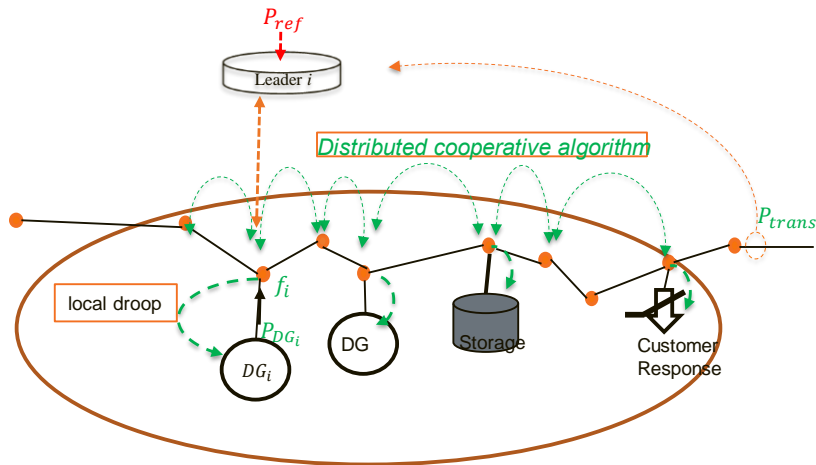 P_ref
Leader i
Distributed cooperative algorithm
P_trans
f_i
local droop
P_DG_i
DG
Storage
DG_i
Customer
Response